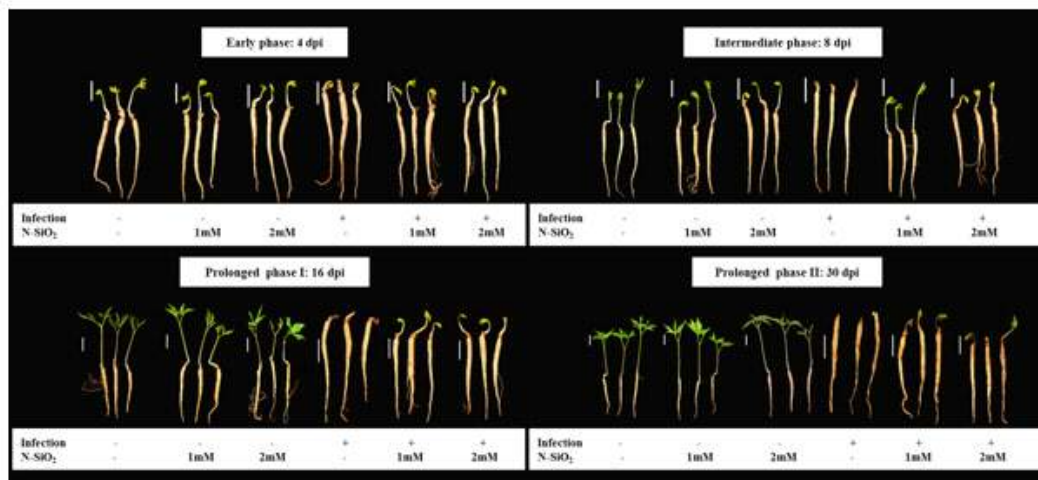 Early phase: 4 dpi
Infection - - - + + +
N-SiO₂ - 1mM 2mM - 1mM 2mM
Intermediate phase: 8 dpi
- - - + + +
- 1mM 2mM - 1mM 2mM
Prolonged phase I: 16 dpi
Infection - - - + + +
N-SiO₂ - 1mM 2mM - 1mM 2mM
Prolonged phase II: 30 dpi
Infection - - - + + +
N-SiO₂ - 1mM 2mM - 1mM 2mM